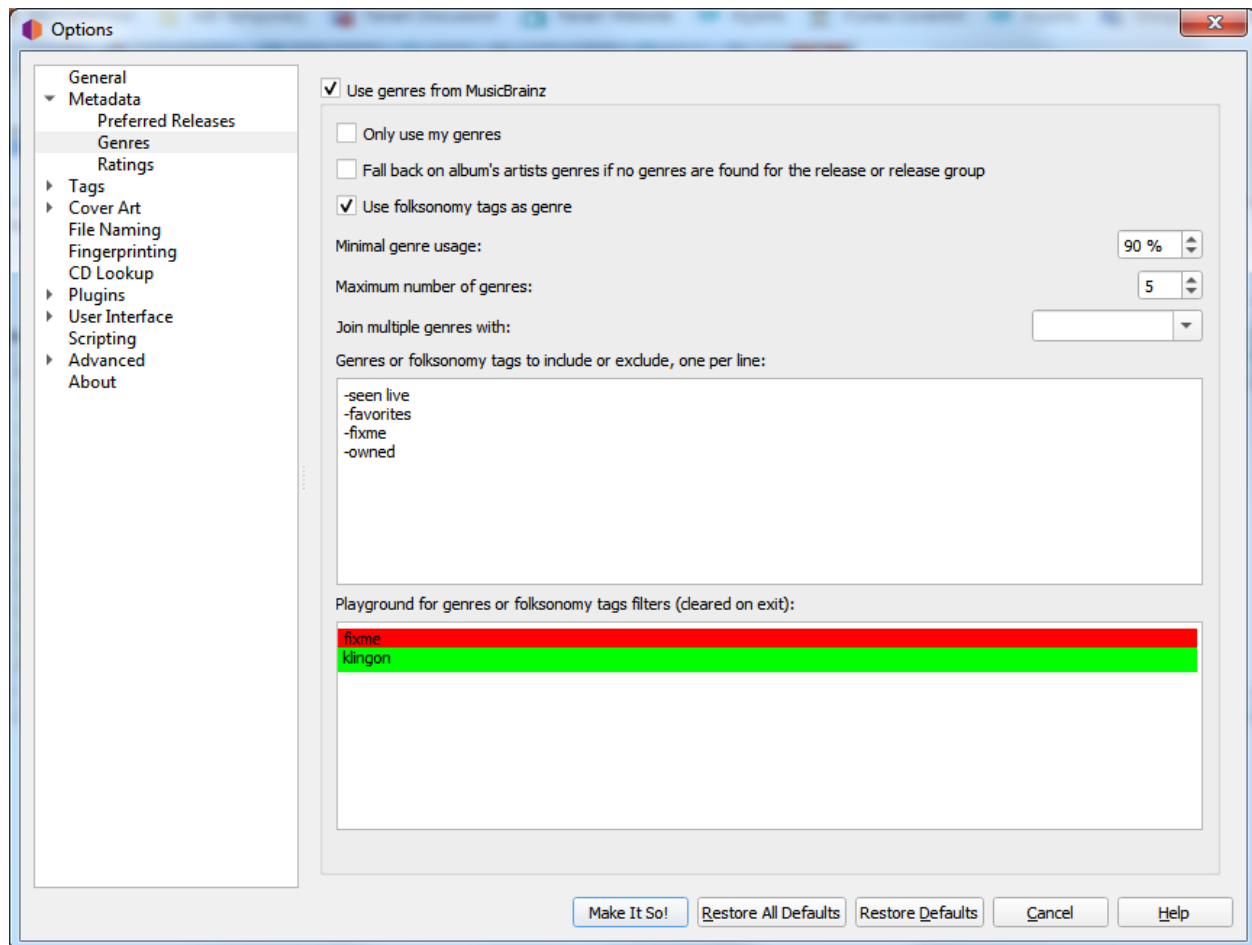 Options
General
Metadata
Preferred Releases
Genres
Ratings
Tags
Cover Art
File Naming
Fingerprinting
CD Lookup
Plugins
User Interface
Scripting
Advanced
About
Use genres from MusicBrainz
Only use my genres
Fall back on album's artists genres if no genres are found for the release or release group
Use folksonomy tags as genre
Minimal genre usage: 90 %
Maximum number of genres: 5
Join multiple genres with:
Genres or folksonomy tags to include or exclude, one per line:
-seen live
-favorites
-fixme
-owned
Playground for genres or folksonomy tags filters (cleared on exit):
fixme
klingon
Make It So! Restore All Defaults Restore Defaults Cancel Help